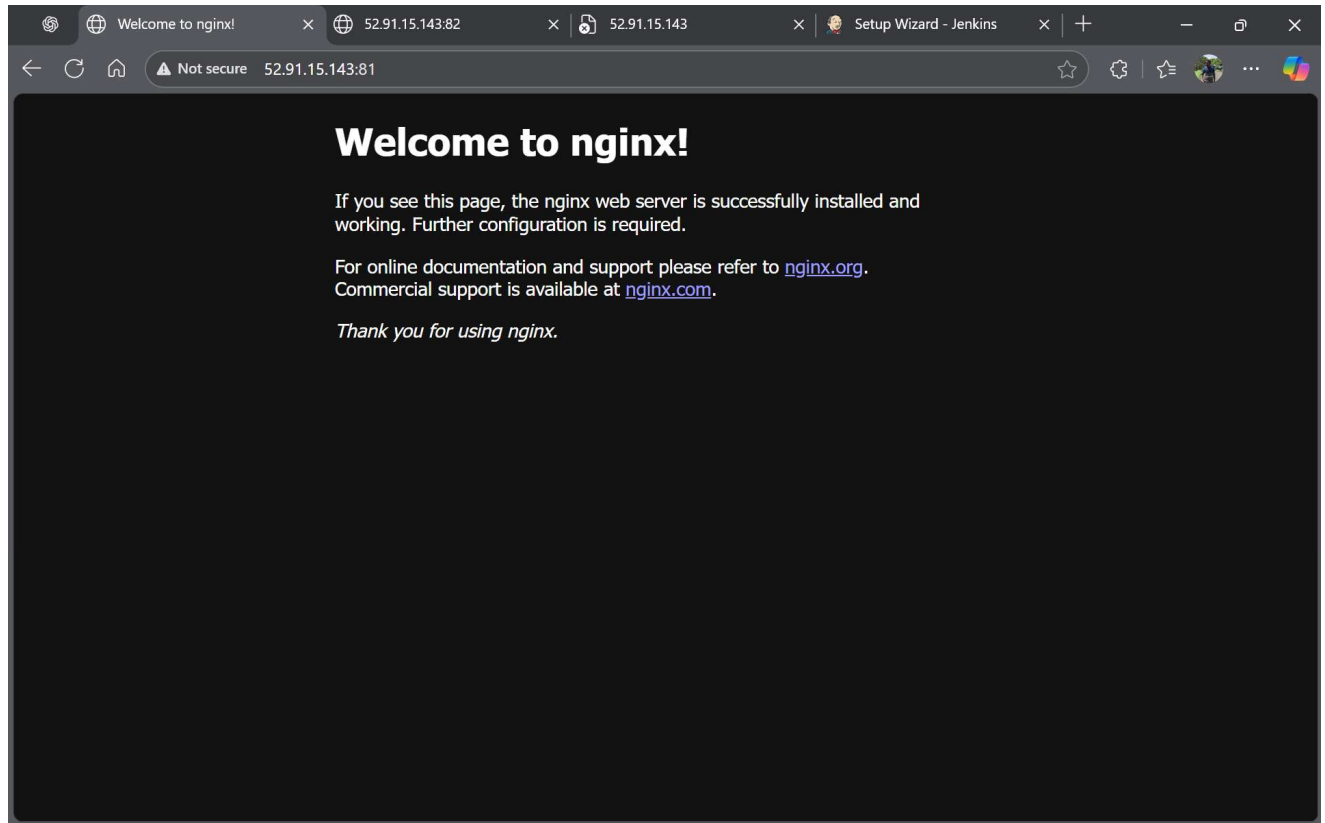 Welcome to nginx!
52.91.15.143:82
52.91.15.143
Setup Wizard - Jenkins
Not secure 52.91.15.143:81
Welcome to nginx!
If you see this page, the nginx web server is successfully installed and
working. Further configuration is required.
For online documentation and support please refer to nginx.org.
Commercial support is available at nginx.com.
Thank you for using nginx.